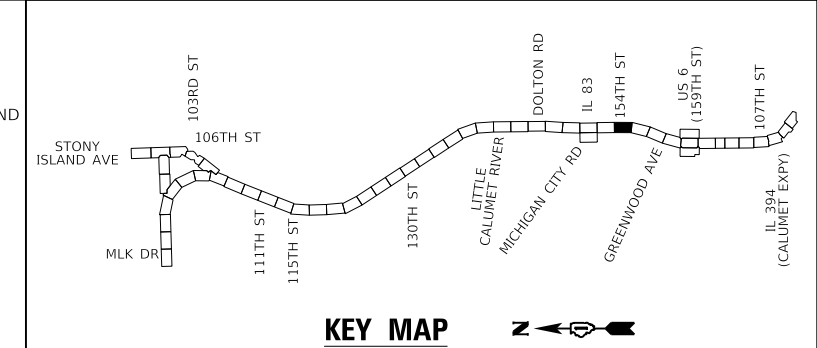 ND
STONY
ISLAND AVE
103RD ST
106TH ST
MLK DR
111TH ST
115TH ST
130TH ST
LITTLE
CALUMET RIVER
DOLTON RD
MICHIGAN CITY RD
IL 83
154TH ST
GREENWOOD AVE
US 6
(159TH ST)
107TH ST
IL 394
(CALUMET EXPY)
KEY MAP
N